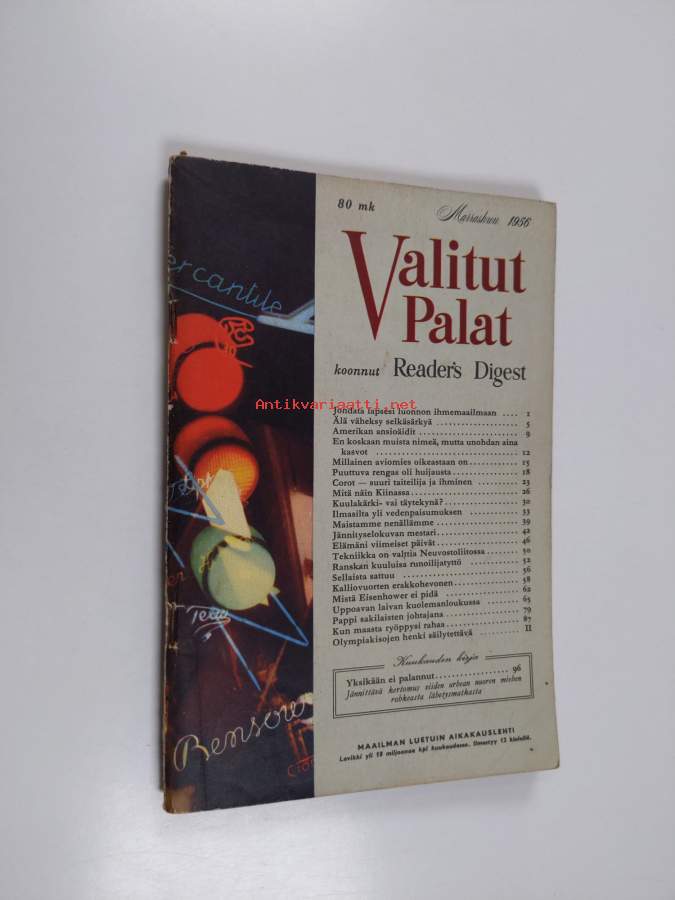 80 mk
Marraskuu 1956
Valitut
Palat
koonnut Reader's Digest
Johdata lapsesi luonnon ihmemaailmaan .... 1
Älä väheksy selkäsärkyä .... 5
Amerikan ansioäidit .... 9
En koskaan muista nimeä, mutta unohdan aina
kasvot .... 12
Millainen aviomies oikeastaan on .... 15
Puuttuva rengas oli huijausta .... 18
Corot — suuri taiteilija ja ihminen .... 23
Mitä näin Kiinassa .... 26
Kuulakärki- vai täytekynä? .... 30
Ilmasilta yli vedenpaisumuksen .... 33
Maistamme nenällämme .... 39
Jännityselokuvan mestari .... 42
Elämäni viimeiset päivät .... 46
Tekniikka on valttia Neuvostoliitossa .... 50
Ranskan kuuluisa runoilijatyttö .... 52
Sellaista sattuu .... 56
Kalliovuorten erakkohevonen .... 58
Mistä Eisenhower ei pidä .... 62
Uppoavan laivan kuolemanloukussa .... 65
Pappi sakilaisten johtajana .... 79
Kun maasta ryöppysi rahaa .... 87
Olympiakisojen henki säilytettävä .... II
Kuukauden kirja
Yksikään ei palannut .... 96
Jännittävä kertomus viiden urhean nuoren miehen
rohkeasta lähetysmatkasta
MAAILMAN LUETUIN AIKAKAUSLEHTI
Levikki yli 18 miljoonaa kpl kuukaudessa. Ilmestyy 12 kielellä.
ercantile
Bensow
Antikvariaatti.net